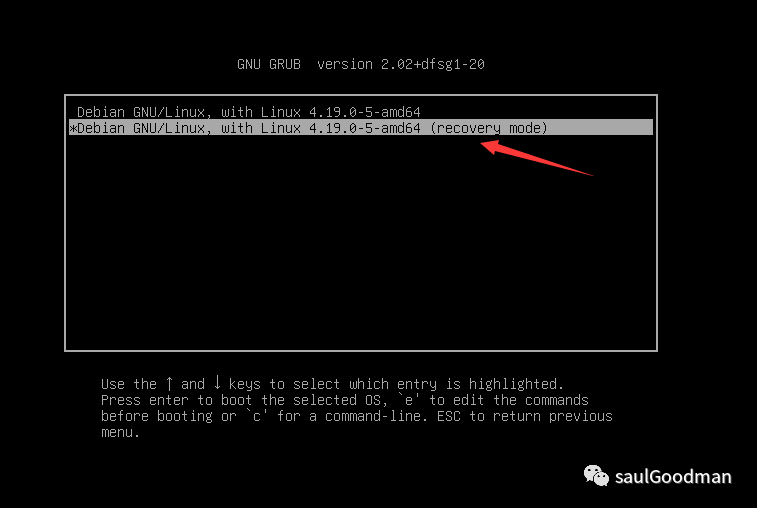 GNU GRUB  version 2.02+dfsg1-20
Debian GNU/Linux, with Linux 4.19.0-5-amd64
*Debian GNU/Linux, with Linux 4.19.0-5-amd64 (recovery mode)
Use the ↑ and ↓ keys to select which entry is highlighted.
Press enter to boot the selected OS, `e' to edit the commands
before booting or `c' for a command-line. ESC to return previous
menu.
saulGoodman